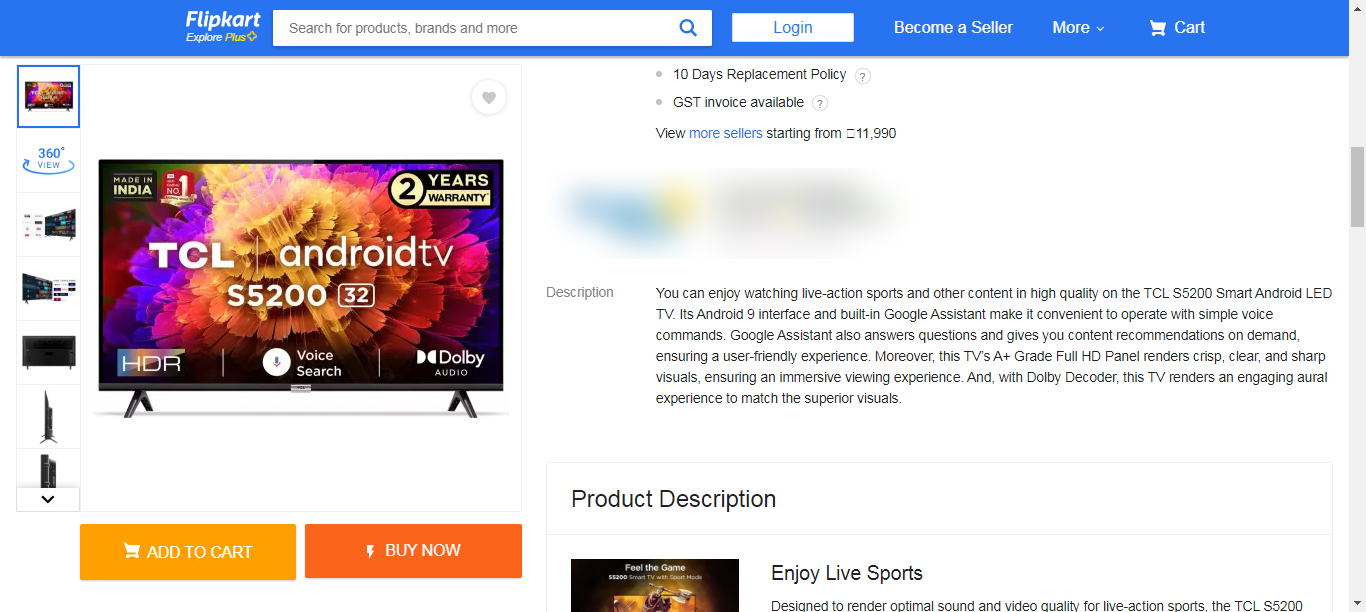 Flipkart
Explore Plus
Search for products, brands and more
Login
Become a Seller
More
Cart
10 Days Replacement Policy ?
GST invoice available ?
View more sellers starting from 11,990
360°
VIEW
MADE IN
INDIA
1
2 YEARS
WARRANTY*
TCL androidtv
S5200 32
HDR
Voice
Search
Dolby
AUDIO
Description
You can enjoy watching live-action sports and other content in high quality on the TCL S5200 Smart Android LED
TV. Its Android 9 interface and built-in Google Assistant make it convenient to operate with simple voice
commands. Google Assistant also answers questions and gives you content recommendations on demand,
ensuring a user-friendly experience. Moreover, this TV's A+ Grade Full HD Panel renders crisp, clear, and sharp
visuals, ensuring an immersive viewing experience. And, with Dolby Decoder, this TV renders an engaging aural
experience to match the superior visuals.
ADD TO CART
BUY NOW
Product Description
Feel the Game
S5200 Smart TV with Sport Mode
Enjoy Live Sports
Designed to render optimal sound and video quality for live-action sports, the TCL S5200